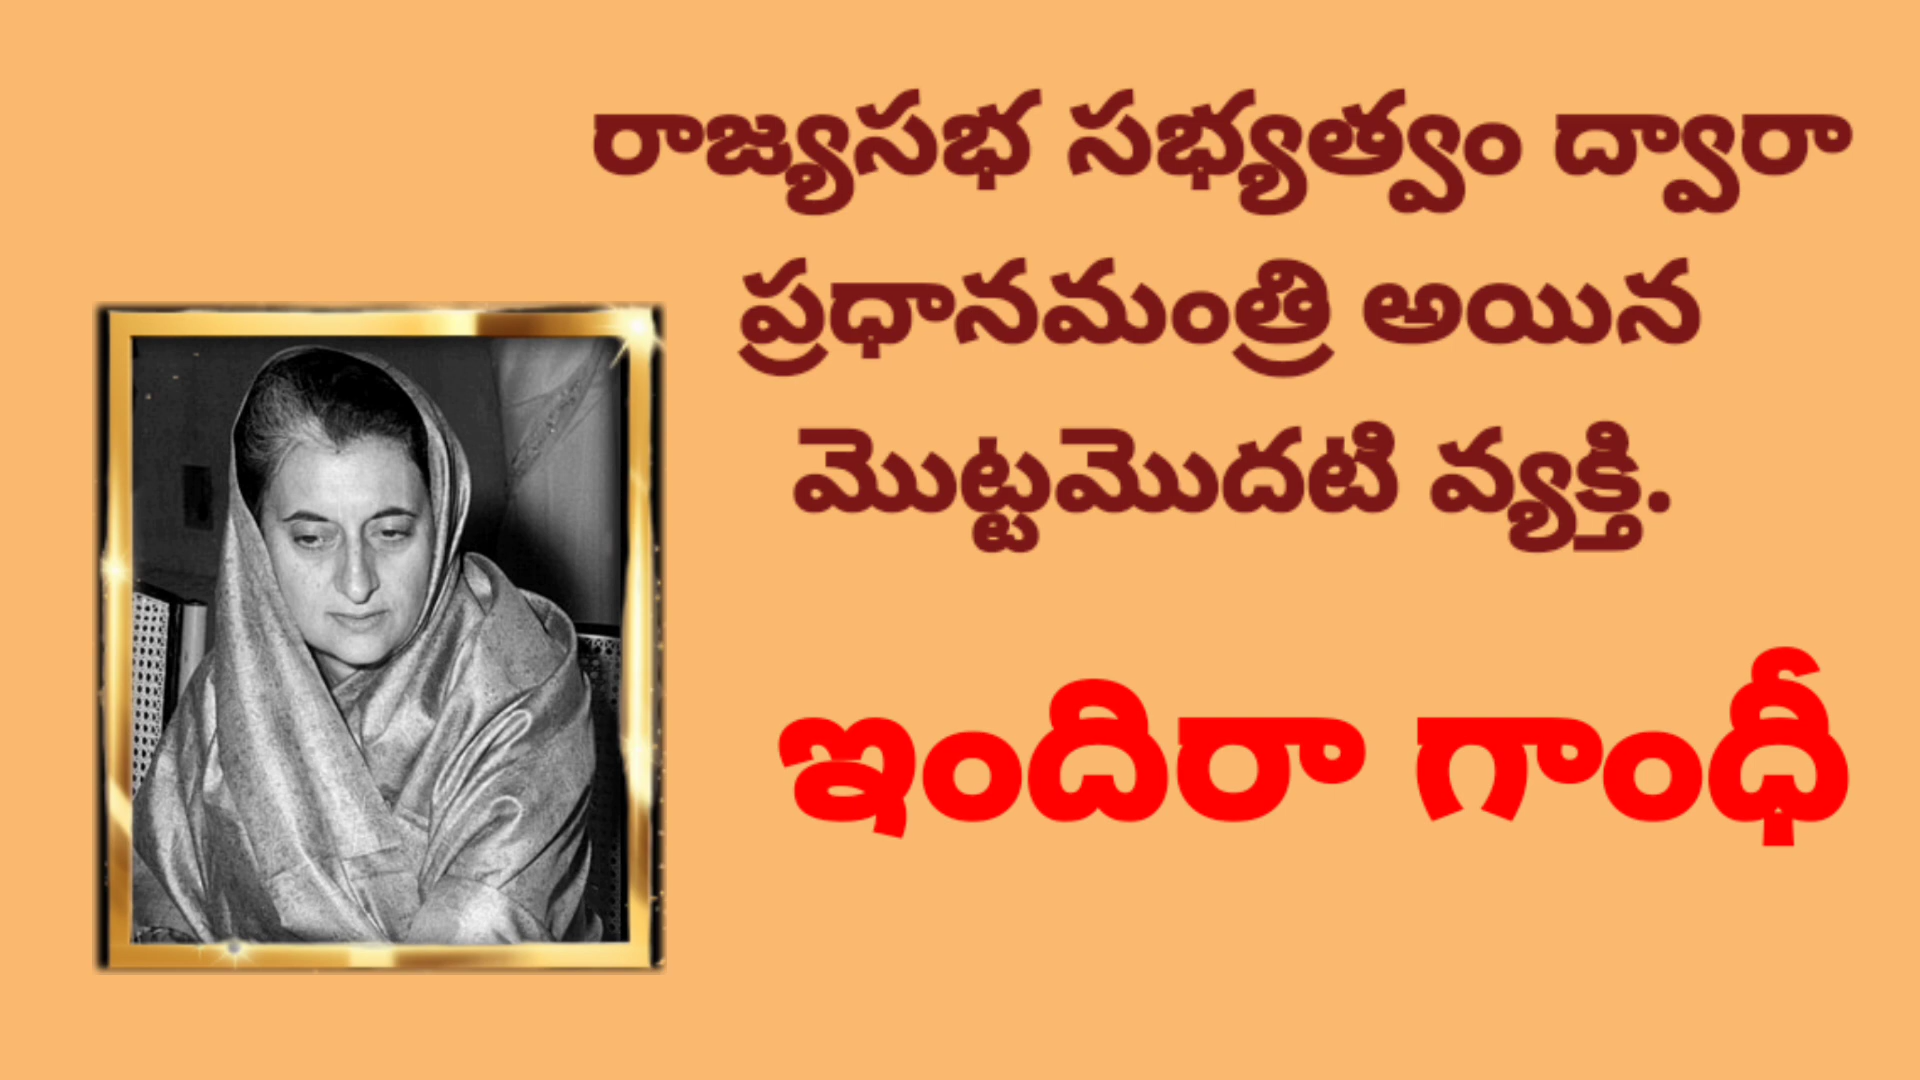 రాజ్యసభ సభ్యత్వం ద్వారా
ప్రధానమంత్రి అయిన
మొట్టమొదటి వ్యక్తి.
ఇందిరా గాంధీ